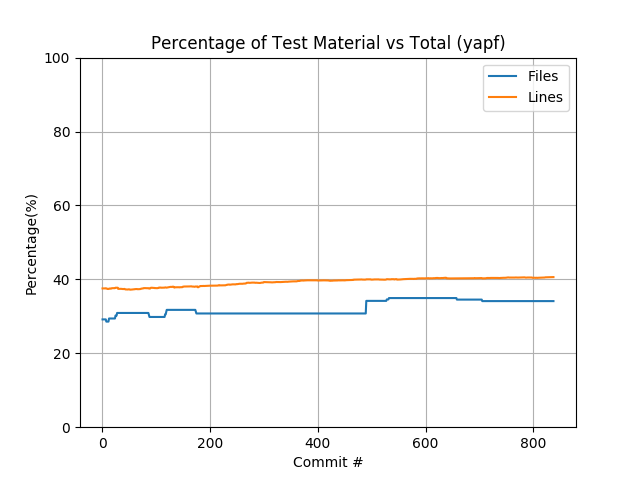 Percentage of Test Material vs Total (yapf)
100
80
60
40
20
0
Percentage(%)
Files
Lines
0 200 400 600 800
Commit #